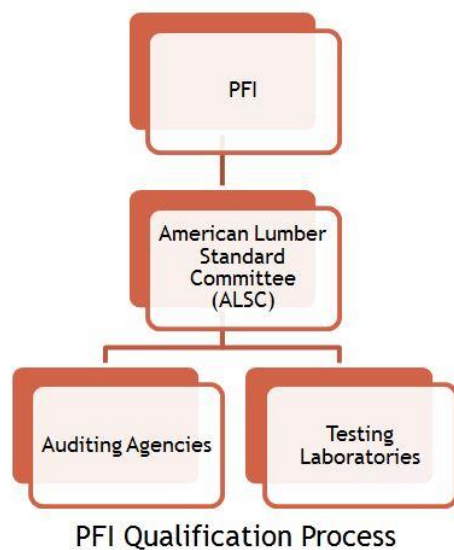 PFI
American Lumber
Standard
Committee
(ALSC)
Auditing Agencies
Testing
Laboratories
PFI Qualification Process